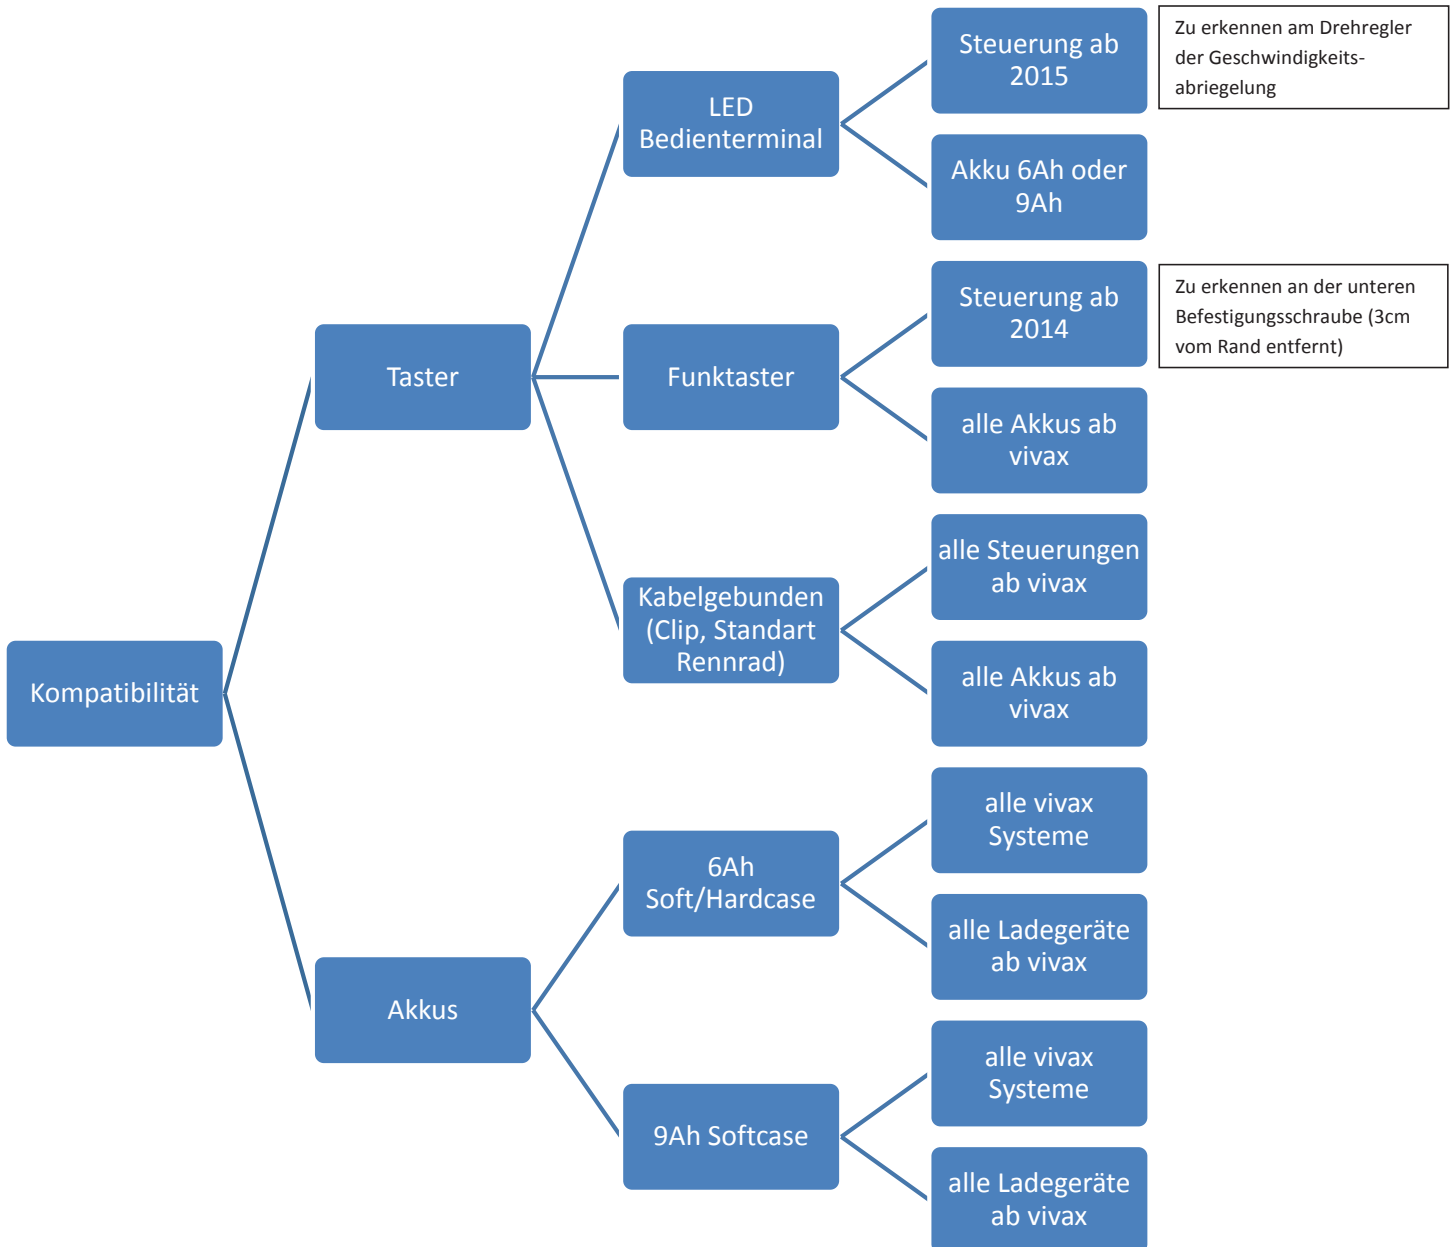 Kompatibilität
Taster
LED
Bedienterminal
Steuerung ab
2015
Zu erkennen am Drehregler
der Geschwindigkeits-
abriegelung
Akku 6Ah oder
9Ah
Funktaster
Steuerung ab
2014
Zu erkennen an der unteren
Befestigungsschraube (3cm
vom Rand entfernt)
alle Akkus ab
vivax
Kabelgebunden
(Clip, Standart
Rennrad)
alle Steuerungen
ab vivax
alle Akkus ab
vivax
Akkus
6Ah
Soft/Hardcase
alle vivax
Systeme
alle Ladegeräte
ab vivax
9Ah Softcase
alle vivax
Systeme
alle Ladegeräte
ab vivax